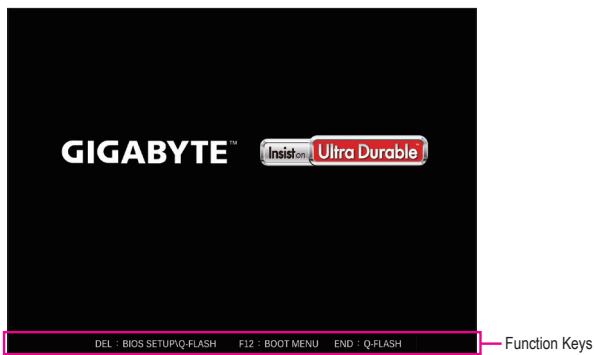 GIGABYTE™ Insist on Ultra Durable™
DEL : BIOS SETUP\Q-FLASH F12 : BOOT MENU END : Q-FLASH Function Keys